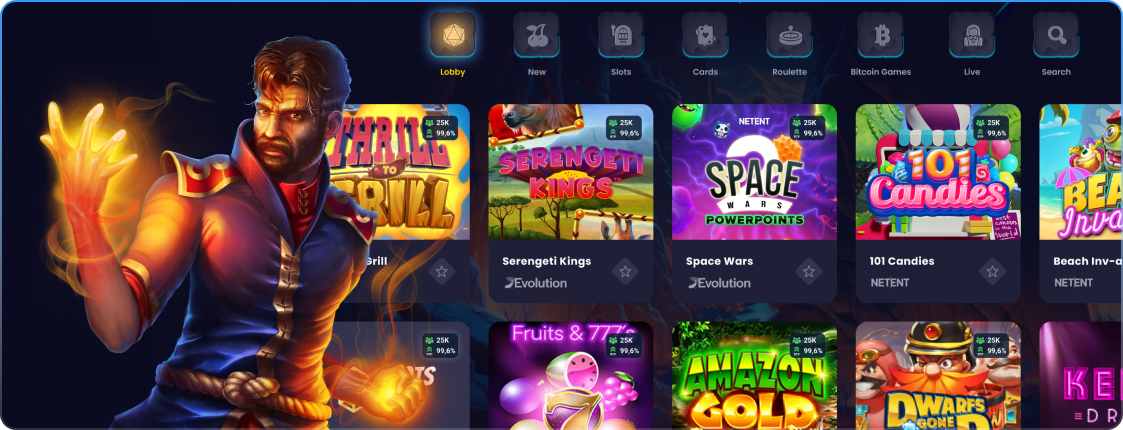 Lobby
New
Slots
Cards
Roulette
Bitcoin Games
Live
Search
THRILL
TO
GRILL
25K
99,6%
SERENGETI
KINGS
25K
99,6%
NETENT
SPACE
WARS
POWERPOINTS
25K
99,6%
101
Candies
25K
99,6%
BEA
Inva
Grill
Serengeti Kings
Evolution
Space Wars
Evolution
101 Candies
NETENT
Beach Inv-a
NETENT
25K
99,6%
TS
Fruits & 777's
7
25K
99,6%
AMAZON
GOLD
25K
99,6%
DWARFS
GONE
25K
99,6%
KE
DR